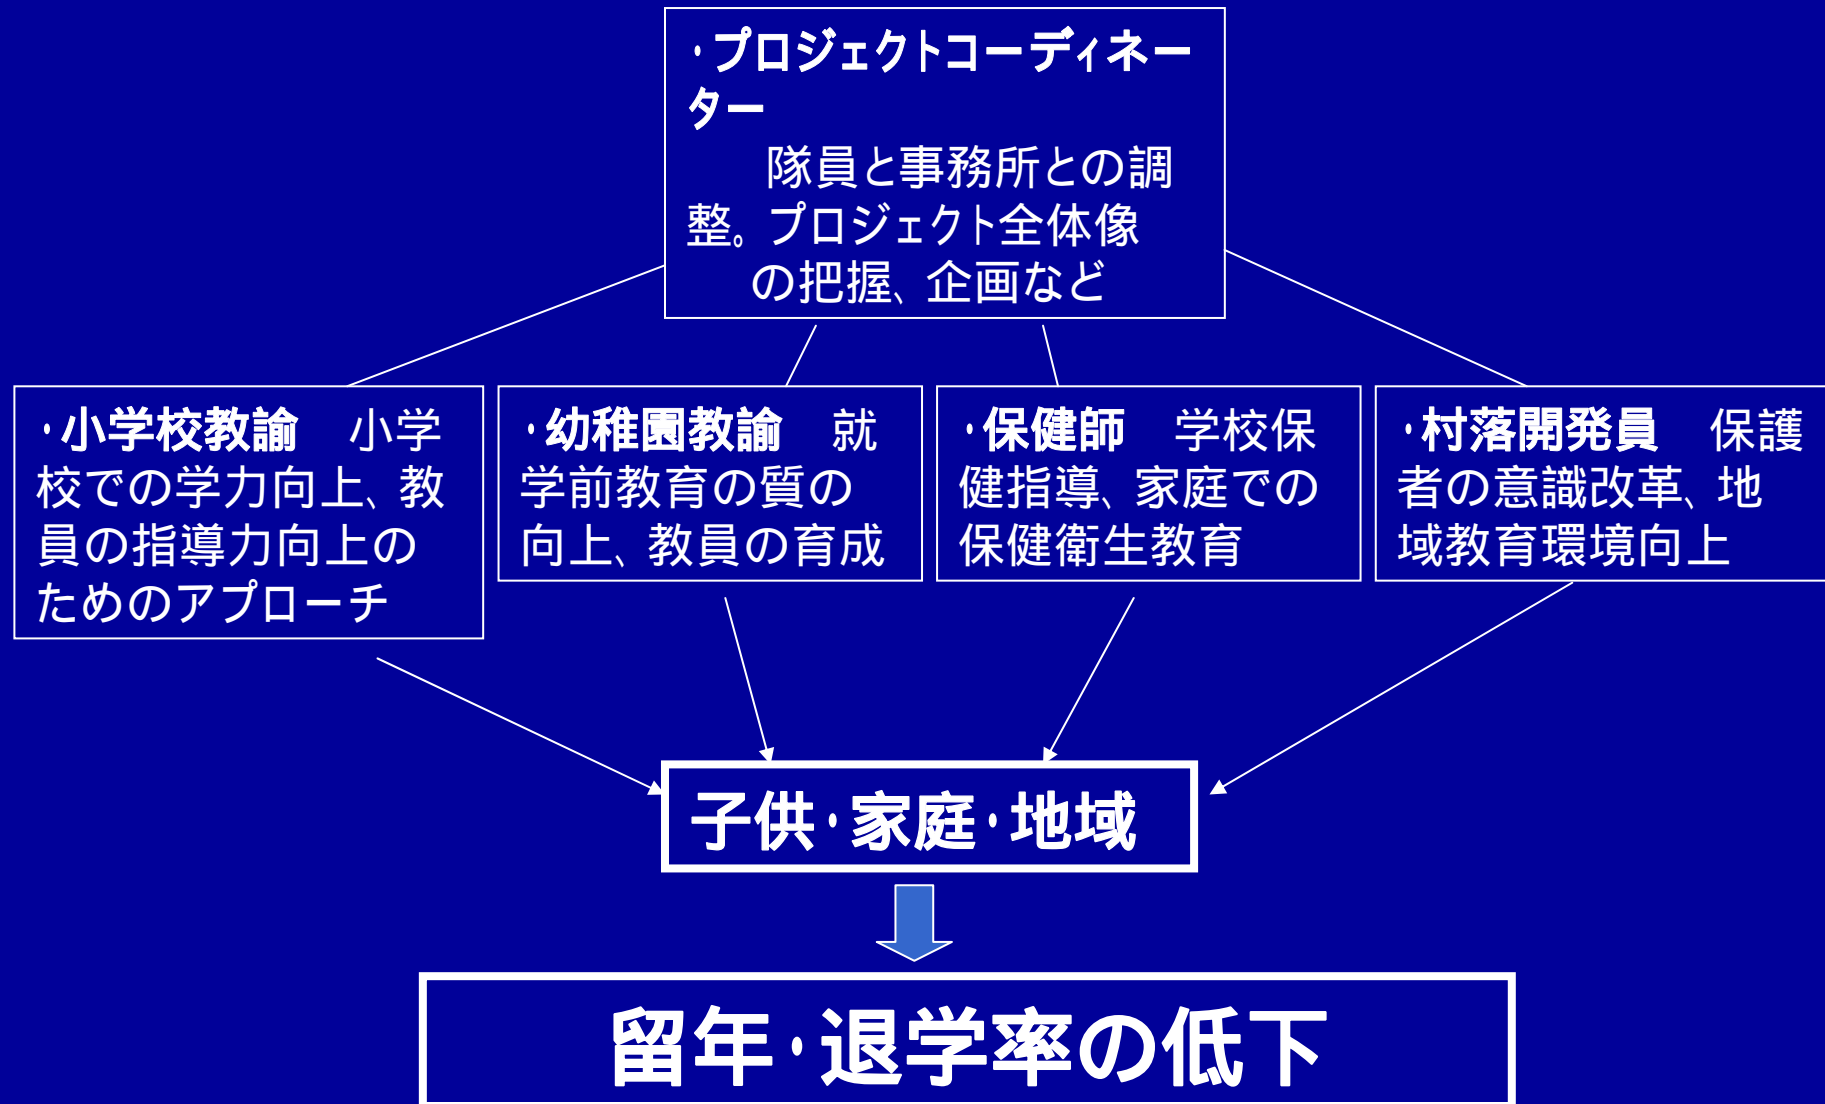 ・プロジェクトコーディネー
ター
隊員と事務所との調
整。プロジェクト全体像
の把握、企画など
・小学校教諭　小学
校での学力向上、教
員の指導力向上の
ためのアプローチ
・幼稚園教諭　就
学前教育の質の
向上、教員の育成
・保健師　学校保
健指導、家庭での
保健衛生教育
・村落開発員　保護
者の意識改革、地
域教育環境向上
子供・家庭・地域
留年・退学率の低下